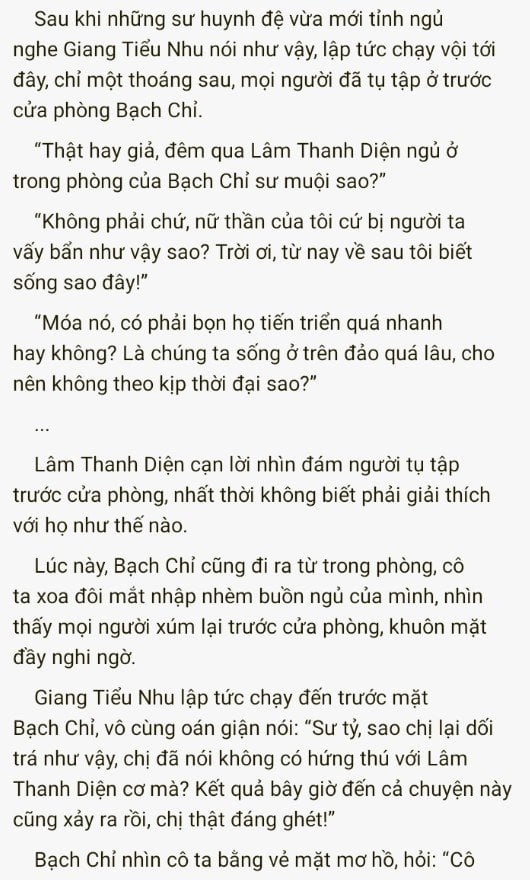 Sau khi những sư huynh đệ vừa mới tỉnh ngủ
nghe Giang Tiểu Nhu nói như vậy, lập tức chạy vội tới
đây, chỉ một thoáng sau, mọi người đã tụ tập ở trước
cửa phòng Bạch Chỉ.
“Thật hay giả, đêm qua Lâm Thanh Diện ngủ ở
trong phòng của Bạch Chỉ sư muội sao?”
“Không phải chứ, nữ thần của tôi cứ bị người ta
vấy bẩn như vậy sao? Trời ơi, từ nay về sau tôi biết
sống sao đây!”
“Móa nó, có phải bọn họ tiến triển quá nhanh
hay không? Là chúng ta sống ở trên đảo quá lâu, cho
nên không theo kịp thời đại sao?”
...
Lâm Thanh Diện cạn lời nhìn đám người tụ tập
trước cửa phòng, nhất thời không biết phải giải thích
với họ như thế nào.
Lúc này, Bạch Chỉ cũng đi ra từ trong phòng, cô
ta xoa đôi mắt nhập nhèm buồn ngủ của mình, nhìn
thấy mọi người xúm lại trước cửa phòng, khuôn mặt
đầy nghi ngờ.
Giang Tiểu Nhu lập tức chạy đến trước mặt
Bạch Chỉ, vô cùng oán giận nói: “Sư tỷ, sao chị lại dối
trá như vậy, chị đã nói không có hứng thú với Lâm
Thanh Diện cơ mà? Kết quả bây giờ đến cả chuyện này
cũng xảy ra rồi, chị thật đáng ghét!”
Bạch Chỉ nhìn cô ta bằng vẻ mặt mơ hồ, hỏi: “Cô